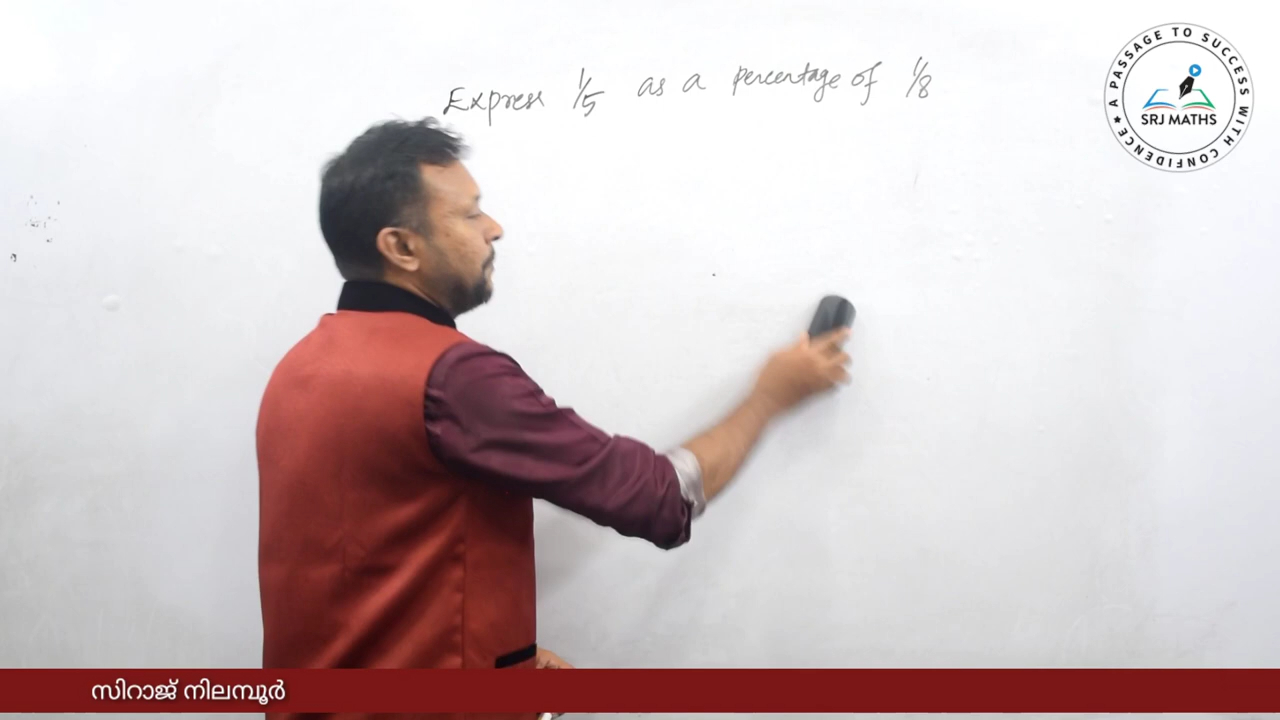 Express 1/5 as a percentage of 1/8
A PASSAGE TO SUCCESS WITH CONFIDENCE ★
SRJ MATHS
സിറാജ് നിലമ്പൂർ